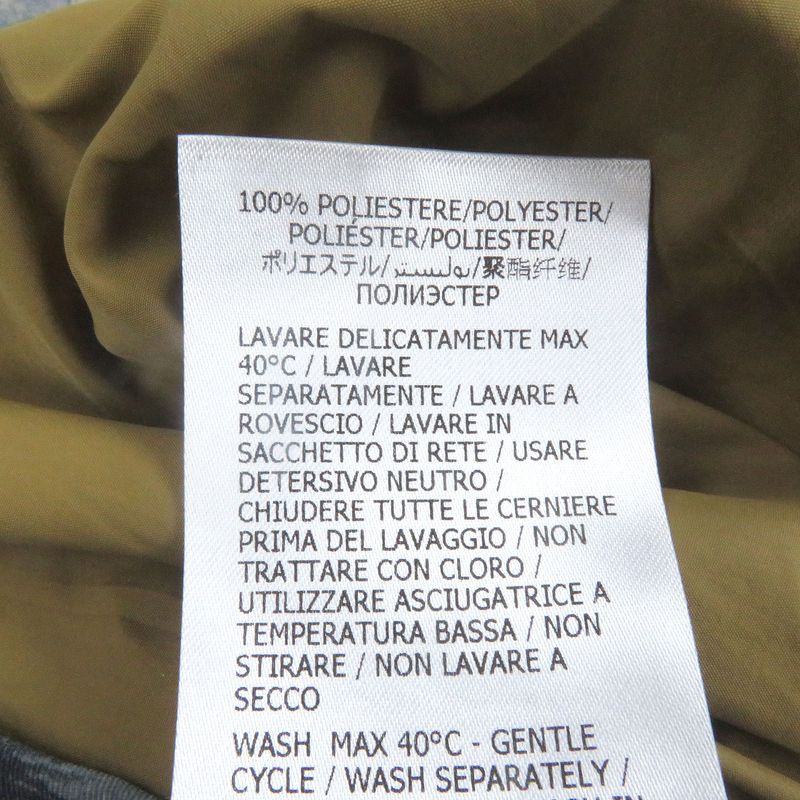 100% POLIESTERE/POLYESTER/
POLIÉSTER/POLIESTER/
ポリエステル/بوليستر/聚酯纤维/
ПОЛИЭСТЕР
LAVARE DELICATAMENTE MAX
40°C / LAVARE
SEPARATAMENTE / LAVARE A
ROVESCIO / LAVARE IN
SACCHETTO DI RETE / USARE
DETERSIVO NEUTRO /
CHIUDERE TUTTE LE CERNIERE
PRIMA DEL LAVAGGIO / NON
TRATTARE CON CLORO /
UTILIZZARE ASCIUGATRICE A
TEMPERATURA BASSA / NON
STIRARE / NON LAVARE A
SECCO
WASH MAX 40°C - GENTLE
CYCLE / WASH SEPARATELY /